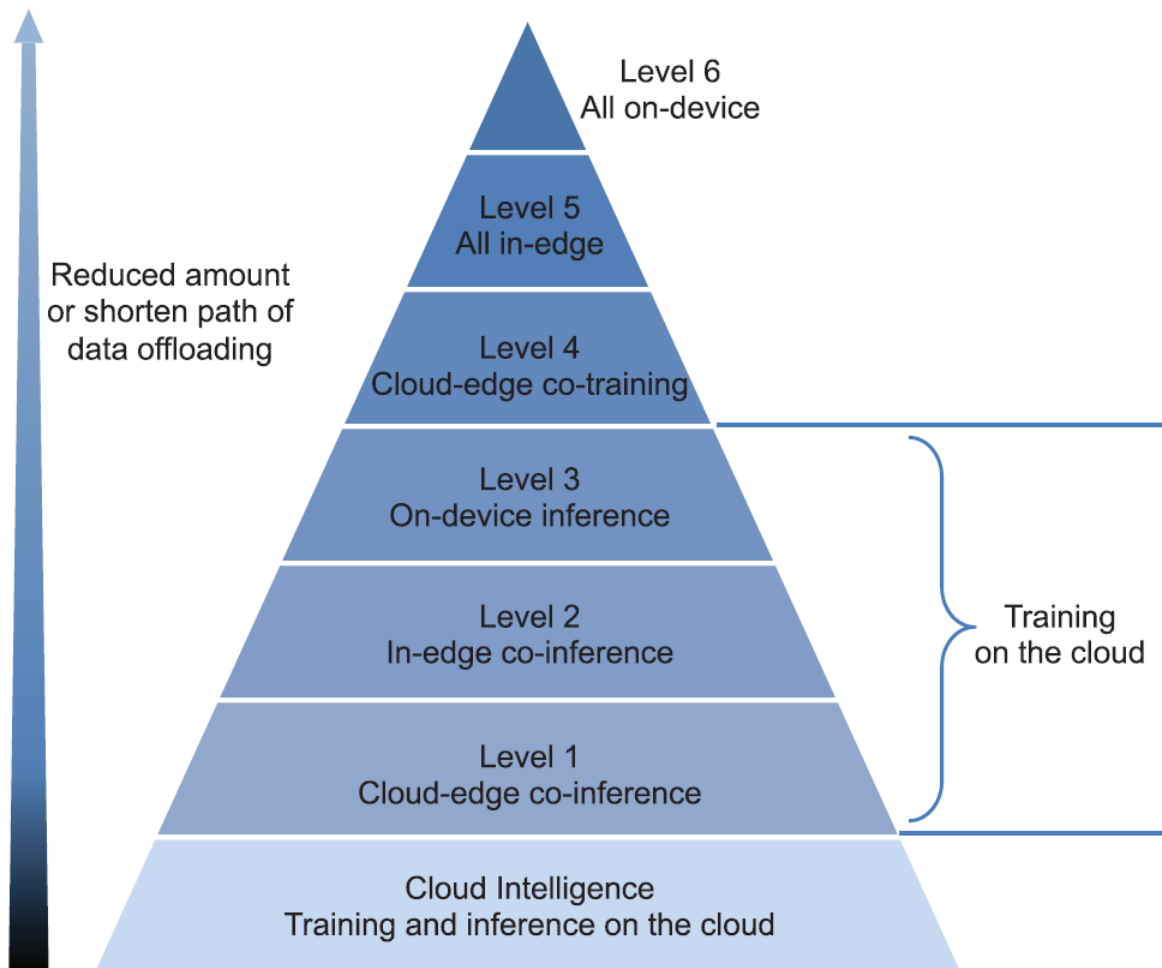 Level 6
All on-device
Level 5
All in-edge
Reduced amount
or shorten path of
data offloading
Level 4
Cloud-edge co-training
Level 3
On-device inference
Level 2
In-edge co-inference
Training
on the cloud
Level 1
Cloud-edge co-inference
Cloud Intelligence
Training and inference on the cloud